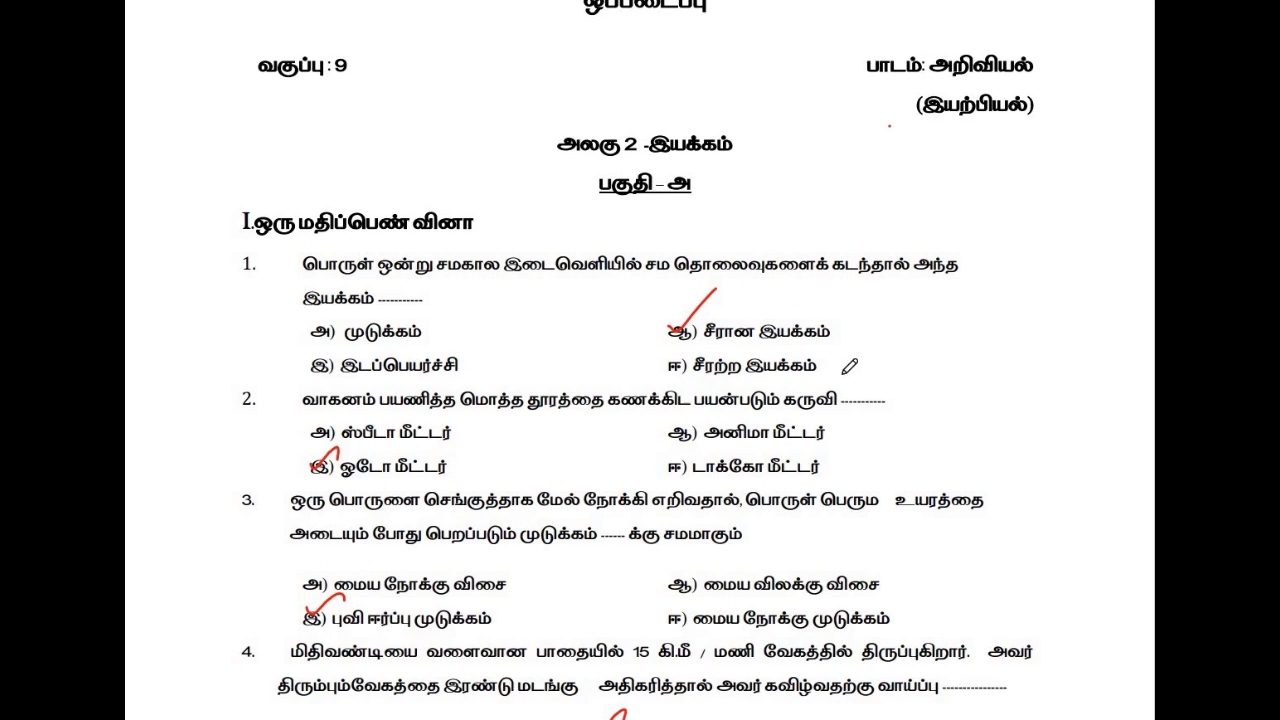 ஒப்படைப்பு
வகுப்பு : 9 பாடம்: அறிவியல்
(இயற்பியல்)
அலகு 2 -இயக்கம்
பகுதி – அ
I.ஒரு மதிப்பெண் வினா
1. பொருள் ஒன்று சமகால இடைவெளியில் சம தொலைவுகளைக் கடந்தால் அந்த
இயக்கம் -----------
அ) முடுக்கம் ஆ) சீரான இயக்கம்
இ) இடப்பெயர்ச்சி ஈ) சீரற்ற இயக்கம்
2. வாகனம் பயணித்த மொத்த தூரத்தை கணக்கிட பயன்படும் கருவி -----------
அ) ஸ்பீடா மீட்டர் ஆ) அனிமா மீட்டர்
இ) ஓடோ மீட்டர் ஈ) டாக்கோ மீட்டர்
3. ஒரு பொருளை செங்குத்தாக மேல் நோக்கி எறிவதால், பொருள் பெரும உயரத்தை
அடையும் போது பெறப்படும் முடுக்கம் ------ க்கு சமமாகும்
அ) மைய நோக்கு விசை ஆ) மைய விலக்கு விசை
இ) புவி ஈர்ப்பு முடுக்கம் ஈ) மைய நோக்கு முடுக்கம்
4. மிதிவண்டியை வளைவான பாதையில் 15 கி.மீ / மணி வேகத்தில் திருப்புகிறார். அவர்
திரும்பும்வேகத்தை இரண்டு மடங்கு அதிகரித்தால் அவர் கவிழ்வதற்கு வாய்ப்பு ----------------